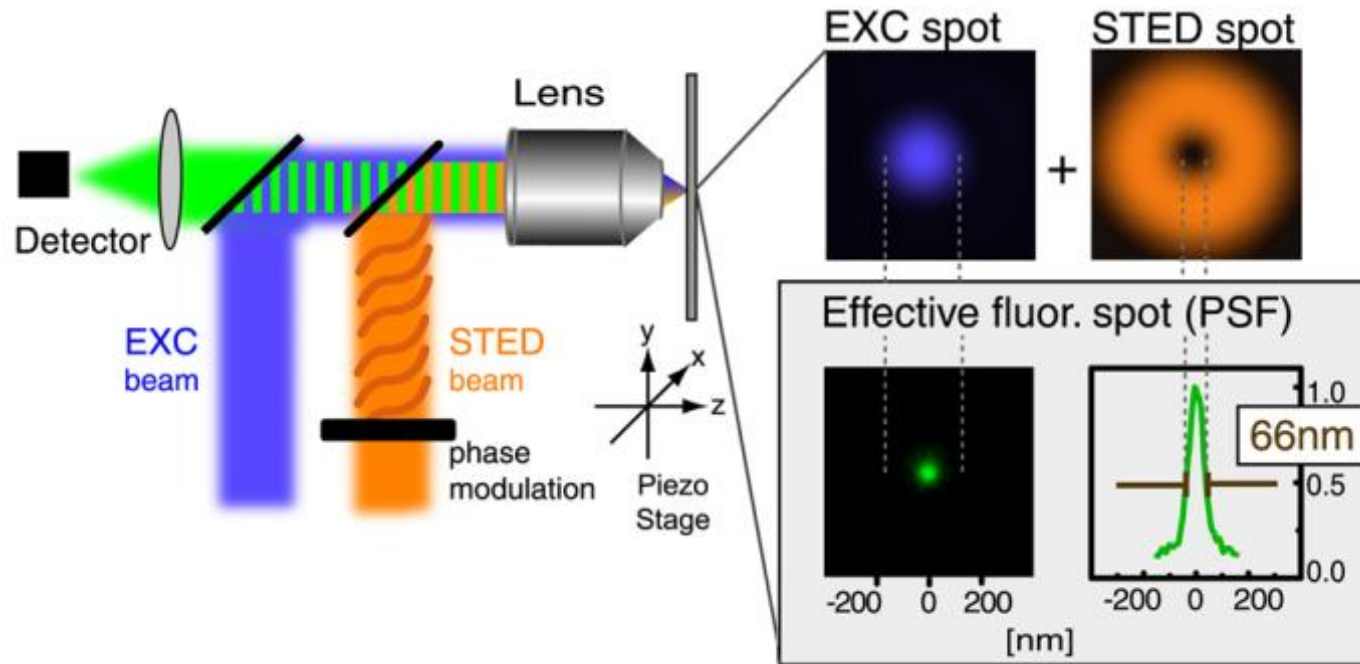 EXC spot
STED spot
Lens
+
Detector
EXC
beam
STED
beam
phase
modulation
y
x
z
Piezo
Stage
Effective fluor. spot (PSF)
1.0
66nm
0.5
0.0
-200 0 200
-200 0 200
[nm]